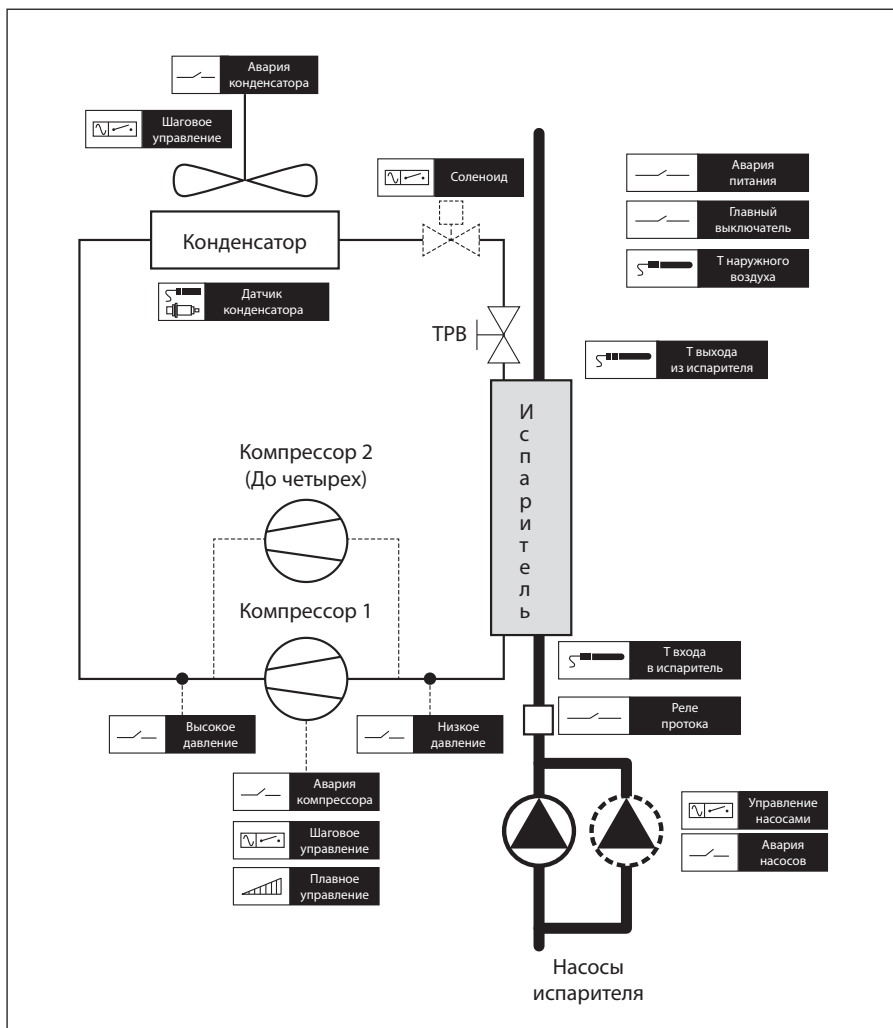 Авария
конденсатора
Шаговое
управление
Соленоид
Авария
питания
Главный
выключатель
Т наружного
воздуха
Конденсатор
Датчик
конденсатора
ТРВ
Т выхода
из испарителя
Испаритель
Компрессор 2
(До четырех)
Компрессор 1
Т входа
в испаритель
Реле
протока
Высокое
давление
Низкое
давление
Авария
компрессора
Шаговое
управление
Плавное
управление
Управление
насосами
Авария
насосов
Насосы
испарителя